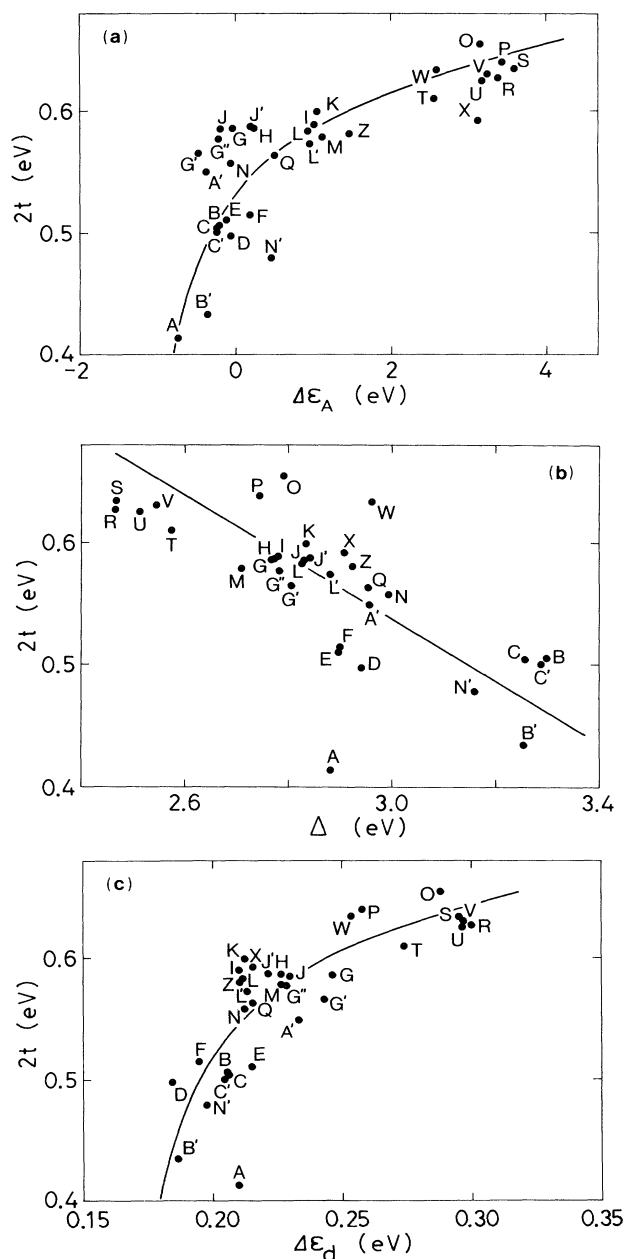 (a)
0.6
0.5
0.4
2t (eV)
O
P
V
S
W
T
U
R
X
K
I
J
J'
L
Z
G
H
M
G"
L'
G'
N
Q
A'
E
B
F
C
C'
D
N'
B'
A
-2
0
2
4
Δε_A (eV)
(b)
0.6
0.5
0.4
2t (eV)
O
P
S
V
W
R
U
T
K
I
X
H
J
J'
Z
G
L
M
G"
L'
Q
N
G'
A'
F
E
D
C
B
C'
N'
B'
A
2.6
3.0
3.4
Δ (eV)
(c)
0.6
0.5
0.4
2t (eV)
O
P
V
W
S
R
U
T
K
X
J'
H
I
J
Z
L
G
L'
M
G"
G'
N
Q
A'
F
B
E
D
C'
C
N'
B'
A
0.15
0.20
0.25
0.30
0.35
Δε_d (eV)